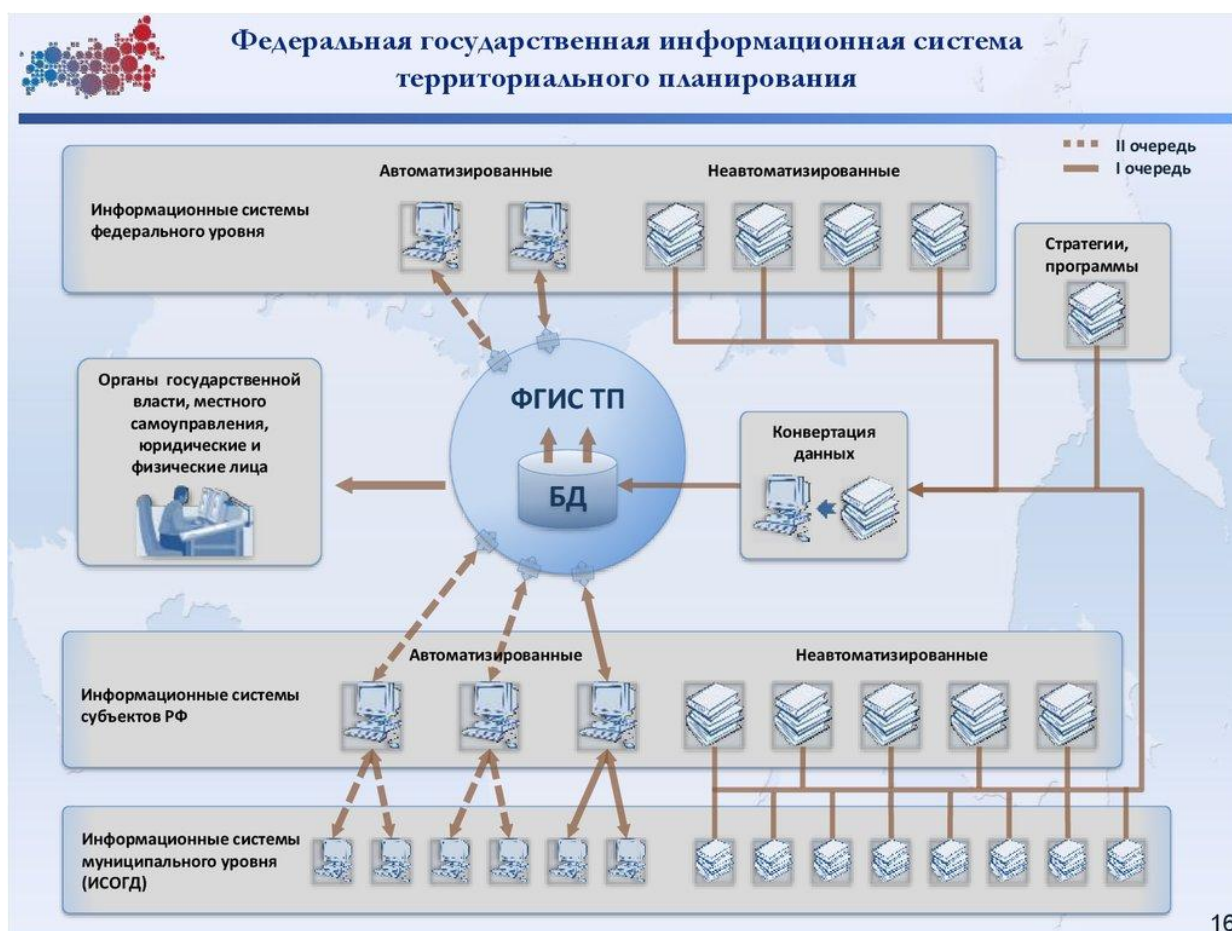 Федеральная государственная информационная система
территориального планирования
II очередь
I очередь
Автоматизированные
Неавтоматизированные
Информационные системы
федерального уровня
Стратегии,
программы
Органы государственной
власти, местного
самоуправления,
юридические и
физические лица
ФГИС ТП
БД
Конвертация
данных
Автоматизированные
Неавтоматизированные
Информационные системы
субъектов РФ
Информационные системы
муниципального уровня
(ИСОГД)
16